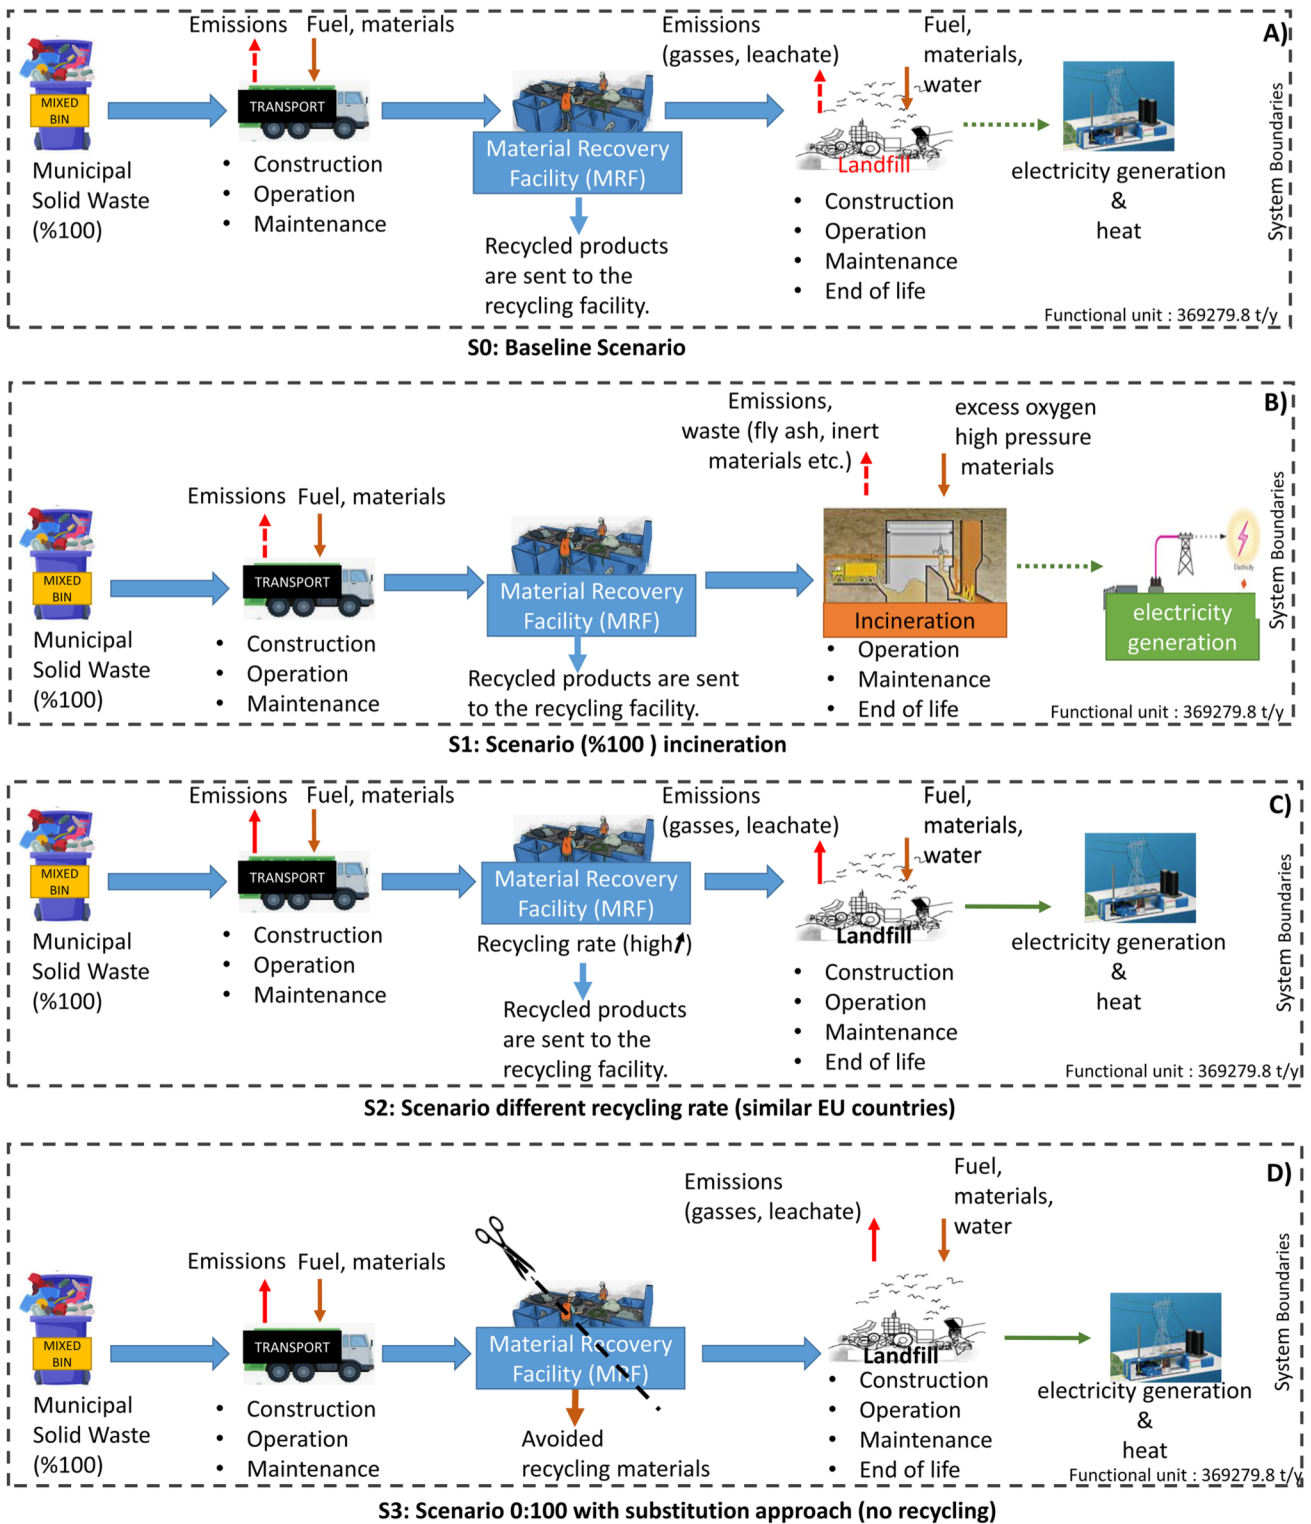 A)
Emissions
Fuel, materials
Emissions
(gasses, leachate)
Fuel,
materials,
water
MIXED
BIN
TRANSPORT
Material Recovery
Facility (MRF)
Landfill
Municipal
Solid Waste
(%100)
• Construction
• Operation
• Maintenance
Recycled products
are sent to the
recycling facility.
• Construction
• Operation
• Maintenance
• End of life
electricity generation
&
heat
System Boundaries
Functional unit : 369279.8 t/y
S0: Baseline Scenario
B)
Emissions,
waste (fly ash, inert
materials etc.)
excess oxygen
high pressure
materials
Emissions
Fuel, materials
MIXED
BIN
TRANSPORT
Material Recovery
Facility (MRF)
Incineration
Electricity
electricity
generation
Municipal
Solid Waste
(%100)
• Construction
• Operation
• Maintenance
Recycled products are sent
to the recycling facility.
• Operation
• Maintenance
• End of life
System Boundaries
Functional unit : 369279.8 t/y
S1: Scenario (%100 ) incineration
C)
Emissions
Fuel, materials
Emissions
(gasses, leachate)
Fuel,
materials,
water
MIXED
BIN
TRANSPORT
Material Recovery
Facility (MRF)
Landfill
Municipal
Solid Waste
(%100)
• Construction
• Operation
• Maintenance
Recycling rate (high)
Recycled products
are sent to the
recycling facility.
• Construction
• Operation
• Maintenance
• End of life
electricity generation
&
heat
System Boundaries
Functional unit : 369279.8 t/y
S2: Scenario different recycling rate (similar EU countries)
D)
Emissions
(gasses, leachate)
Fuel,
materials,
water
Emissions
Fuel, materials
MIXED
BIN
TRANSPORT
Material Recovery
Facility (MRF)
Landfill
Municipal
Solid Waste
(%100)
• Construction
• Operation
• Maintenance
Avoided
recycling materials
• Construction
• Operation
• Maintenance
• End of life
electricity generation
&
heat
System Boundaries
Functional unit : 369279.8 t/y
S3: Scenario 0:100 with substitution approach (no recycling)